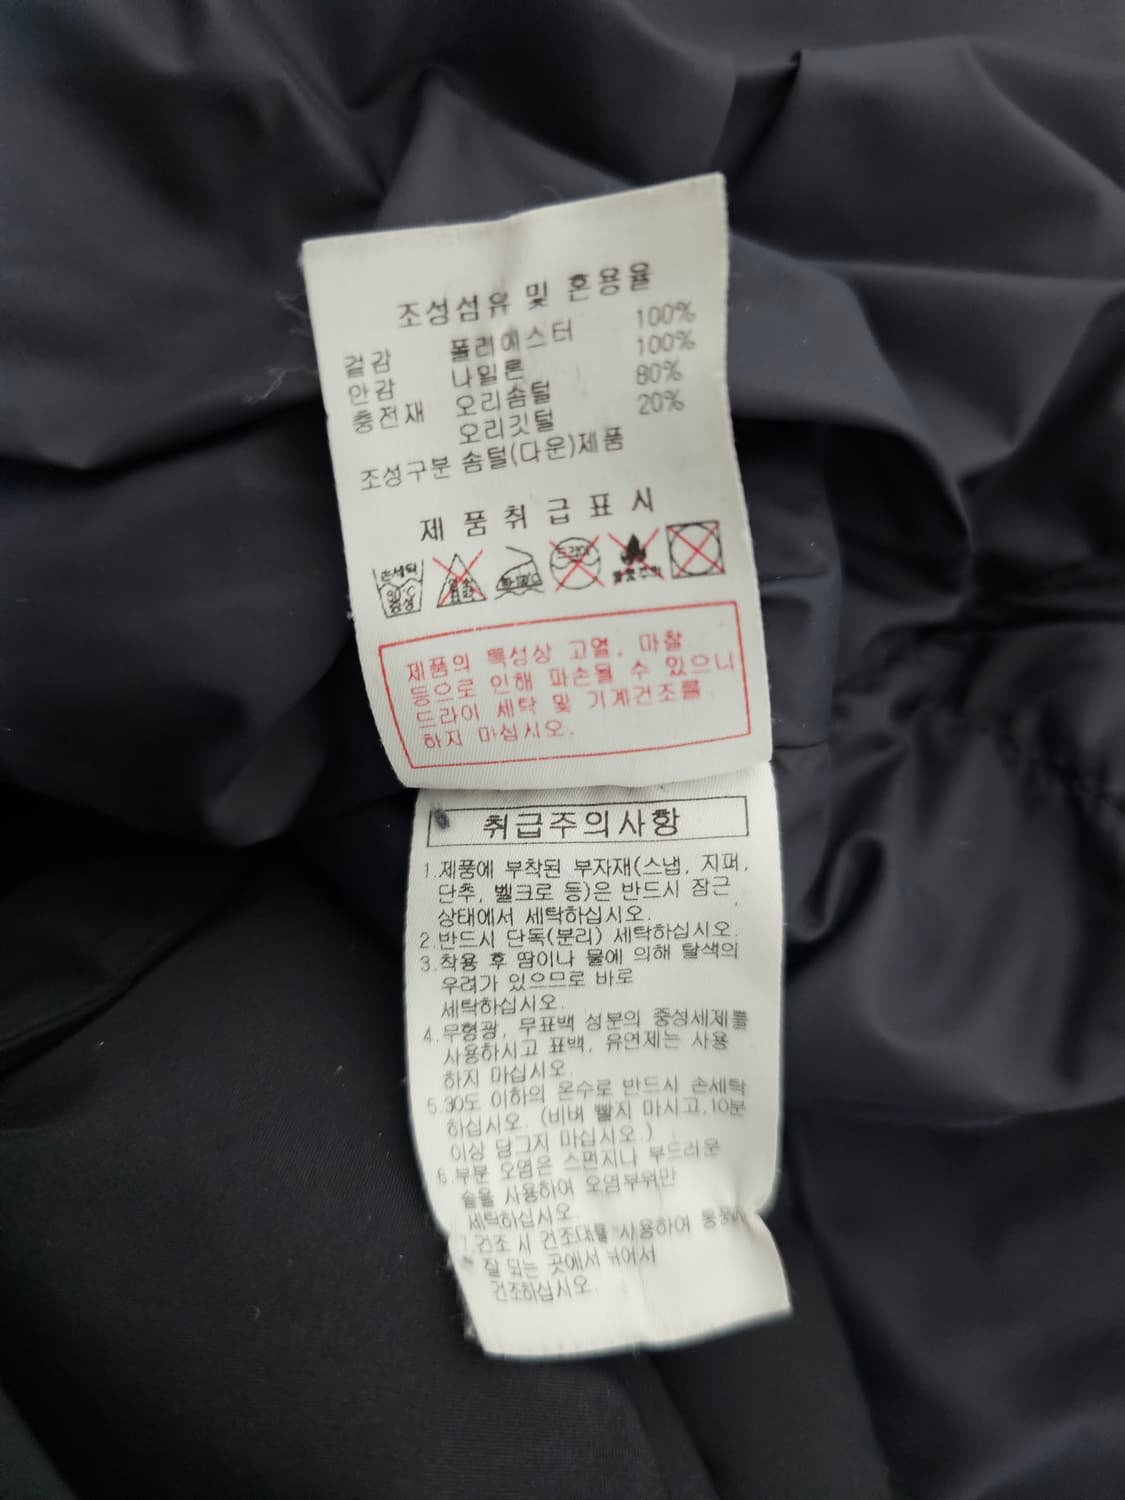 조성섬유 및 혼용율
겉감 폴리에스터 100%
안감 나일론 100%
충전재 오리솜털 80%
오리깃털 20%
조성구분 솜털(다운)제품
제 품 취 급 표 시
손세탁 30℃ 중성
드라이
제품의 특성상 고열, 마찰
등으로 인해 파손될 수 있으니
드라이 세탁 및 기계건조를
하지 마십시오.
취급주의사항
1.제품에 부착된 부자재(스냅, 지퍼,
단추, 벨크로 등)은 반드시 잠근
상태에서 세탁하십시오.
2.반드시 단독(분리) 세탁하십시오.
3.착용 후 땀이나 물에 의해 탈색의
우려가 있으므로 바로
세탁하십시오.
4.무형광, 무표백 성분의 중성세제를
사용하시고 표백, 유연제는 사용
하지 마십시오.
5.30도 이하의 온수로 반드시 손세탁
하십시오. (비벼 빨지 마시고,10분
이상 담그지 마십시오.)
6.부분 오염은 스펀지나 부드러운
솔을 사용하여 오염부위만
세탁하십시오
7.건조 시 건조대를 사용하여
잘 되는 곳에서 뉘어서
건조하십시오.